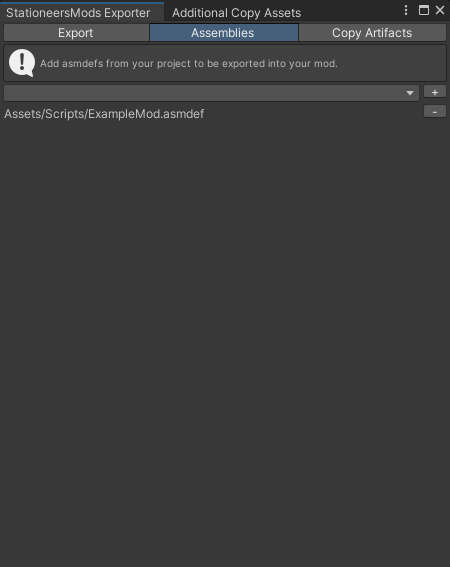 StationeersMods Exporter Additional Copy Assets
Export Assemblies Copy Artifacts
Add asmdefs from your project to be exported into your mod.
+
Assets/Scripts/ExampleMod.asmdef -